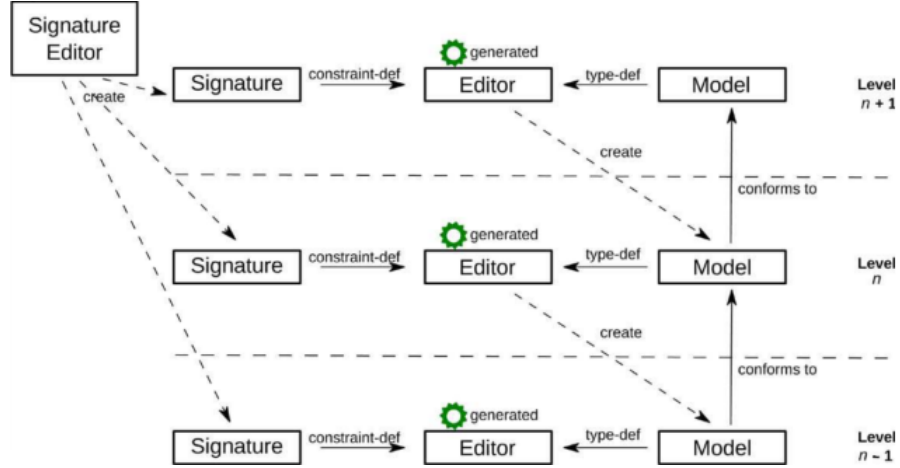 Signature
Editor
create
Signature
constraint-def
generated
Editor
type-def
Model
Level
n + 1
create
conforms to
Signature
constraint-def
generated
Editor
type-def
Model
Level
n
create
conforms to
Signature
constraint-def
generated
Editor
type-def
Model
Level
n - 1